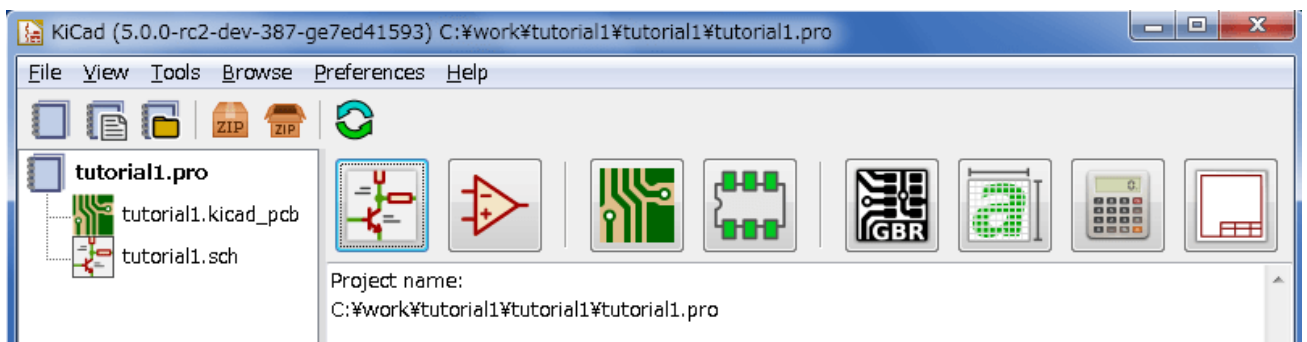 KiCad (5.0.0-rc2-dev-387-ge7ed41593) C:¥work¥tutorial1¥tutorial1¥tutorial1.pro
File View Tools Browse Preferences Help
ZIP ZIP
tutorial1.pro
tutorial1.kicad_pcb
tutorial1.sch
GBR a 0.
Project name:
C:¥work¥tutorial1¥tutorial1¥tutorial1.pro